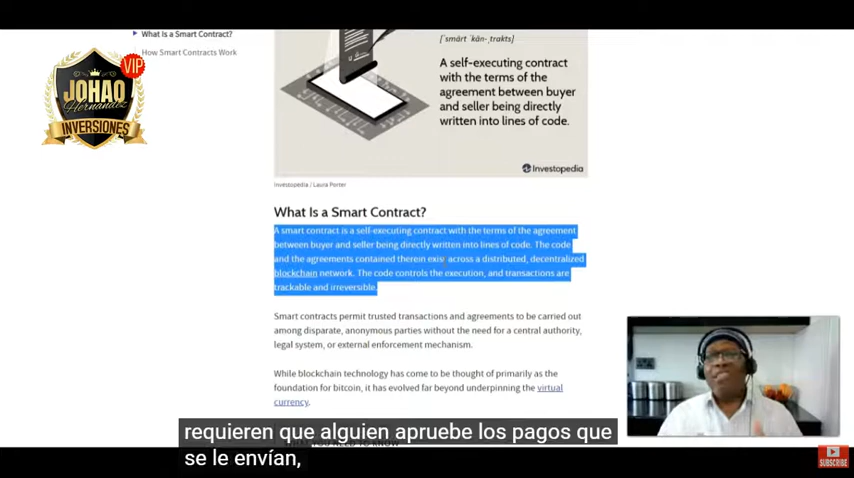 What Is a Smart Contract?
How Smart Contracts Work
VIP
JOHAO
Hernandez
INVERSIONES
[ˈsmärt ˈkän-ˌtrakts]
A self-executing contract
with the terms of the
agreement between buyer
and seller being directly
written into lines of code.
Investopedia
Investopedia / Laura Porter
What Is a Smart Contract?
A smart contract is a self-executing contract with the terms of the agreement
between buyer and seller being directly written into lines of code. The code
and the agreements contained therein exist across a distributed, decentralized
blockchain network. The code controls the execution, and transactions are
trackable and irreversible.
Smart contracts permit trusted transactions and agreements to be carried out
among disparate, anonymous parties without the need for a central authority,
legal system, or external enforcement mechanism.
While blockchain technology has come to be thought of primarily as the
foundation for bitcoin, it has evolved far beyond underpinning the virtual
currency.
requieren que alguien apruebe los pagos que
se le envían,
SUBSCRIBE